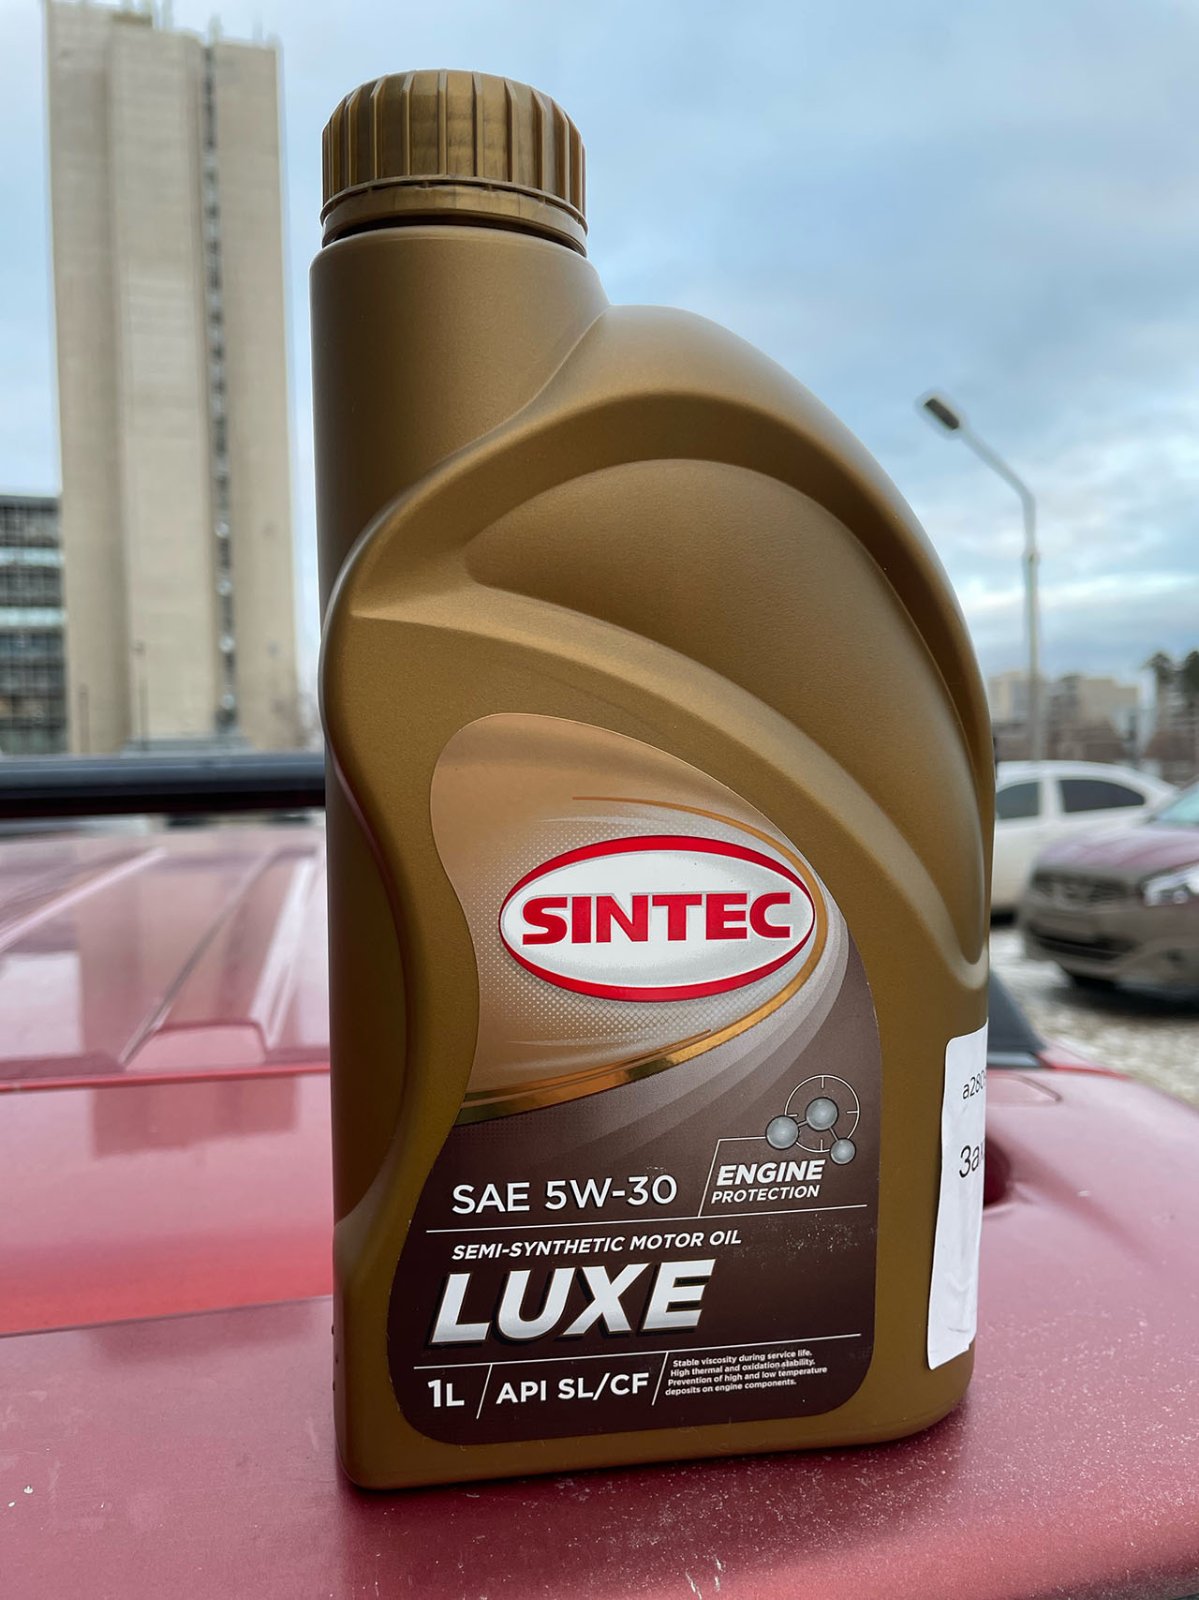 SINTEC
ENGINE
PROTECTION
SAE 5W-30
SEMI-SYNTHETIC MOTOR OIL
LUXE
1L
API SL/CF
Stable viscosity during service life.
High thermal and oxidation stability.
Prevention of high and low temperature
deposits on engine components.